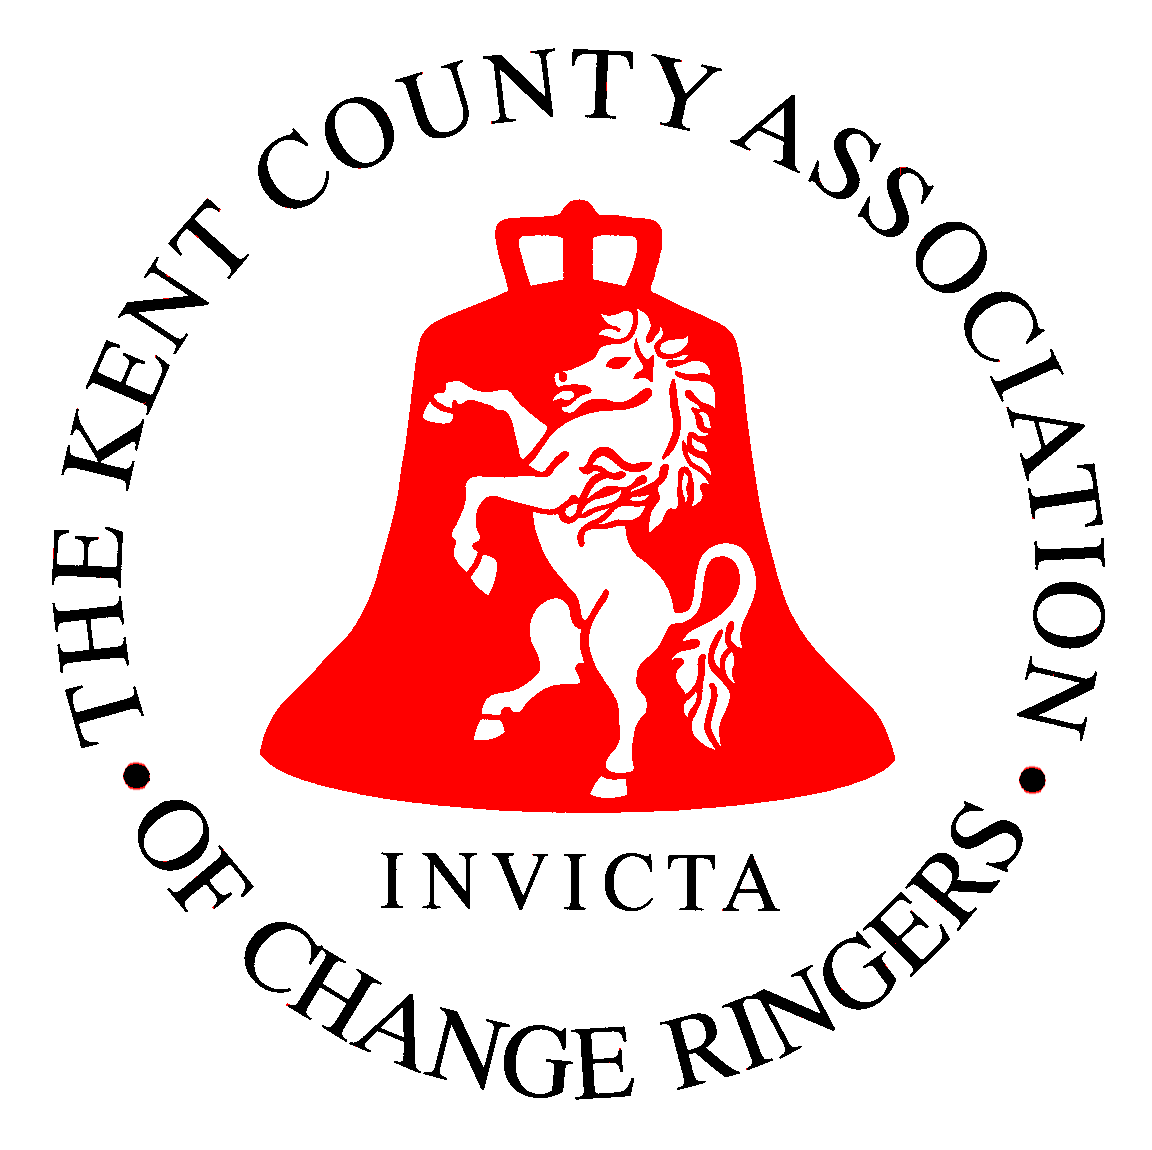 THE KENT COUNTY ASSOCIATION
INVICTA
• OF CHANGE RINGERS •